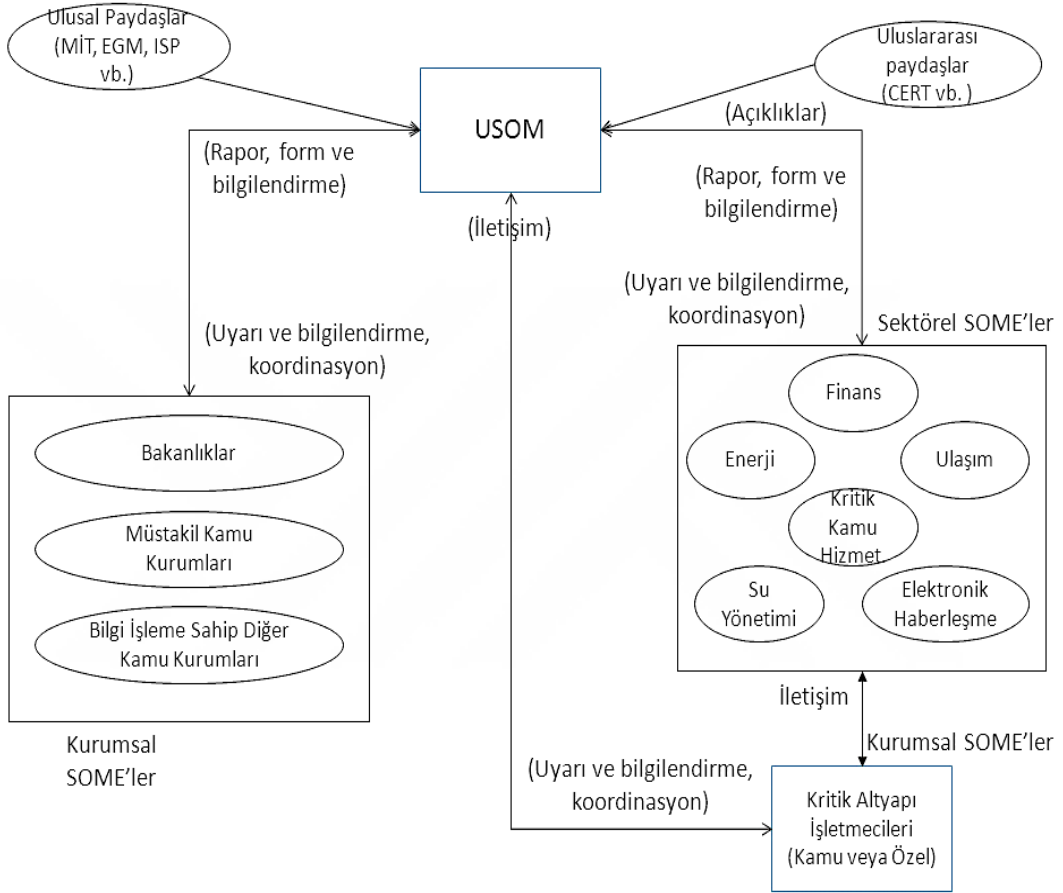 Ulusal Paydaşlar
(MİT, EGM, ISP
vb.)
Uluslararası
paydaşlar
(CERT vb. )
USOM
(Açıklıklar)
(Rapor, form ve
bilgilendirme)
(Rapor, form ve
bilgilendirme)
(İletişim)
(Uyarı ve bilgilendirme,
koordinasyon)
(Uyarı ve bilgilendirme,
koordinasyon)
Sektörel SOME’ler
Bakanlıklar
Müstakil Kamu
Kurumları
Bilgi İşleme Sahip Diğer
Kamu Kurumları
Kurumsal
SOME’ler
Finans
Enerji
Ulaşım
Kritik
Kamu
Hizmet.
Su
Yönetimi
Elektronik
Haberleşme
İletişim
Kurumsal SOME’ler
(Uyarı ve bilgilendirme,
koordinasyon)
Kritik Altyapı
İşletmecileri
(Kamu veya Özel)